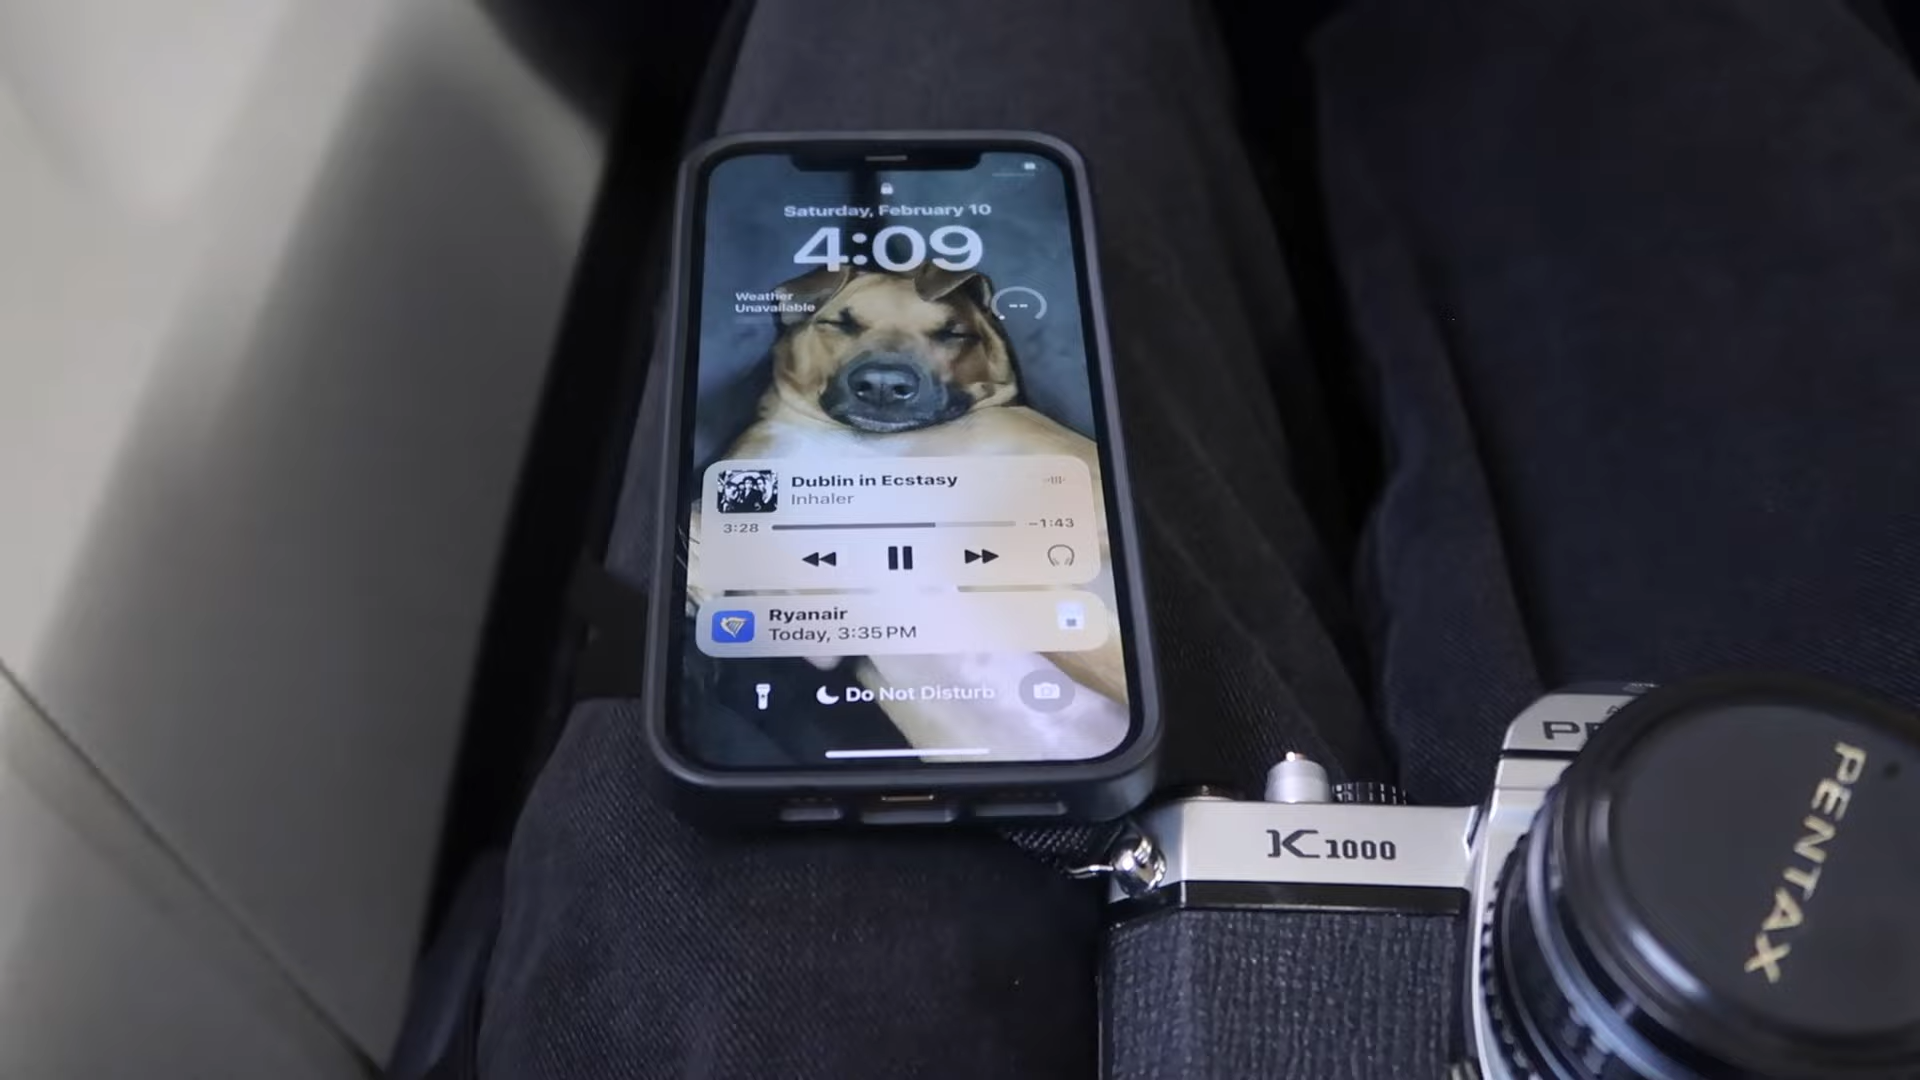 Saturday, February 10
4:09
Weather
Unavailable
--
Dublin in Ecstasy
Inhaler
3:28
-1:43
Ryanair
Today, 3:35 PM
Do Not Disturb
K1000
PENTAX